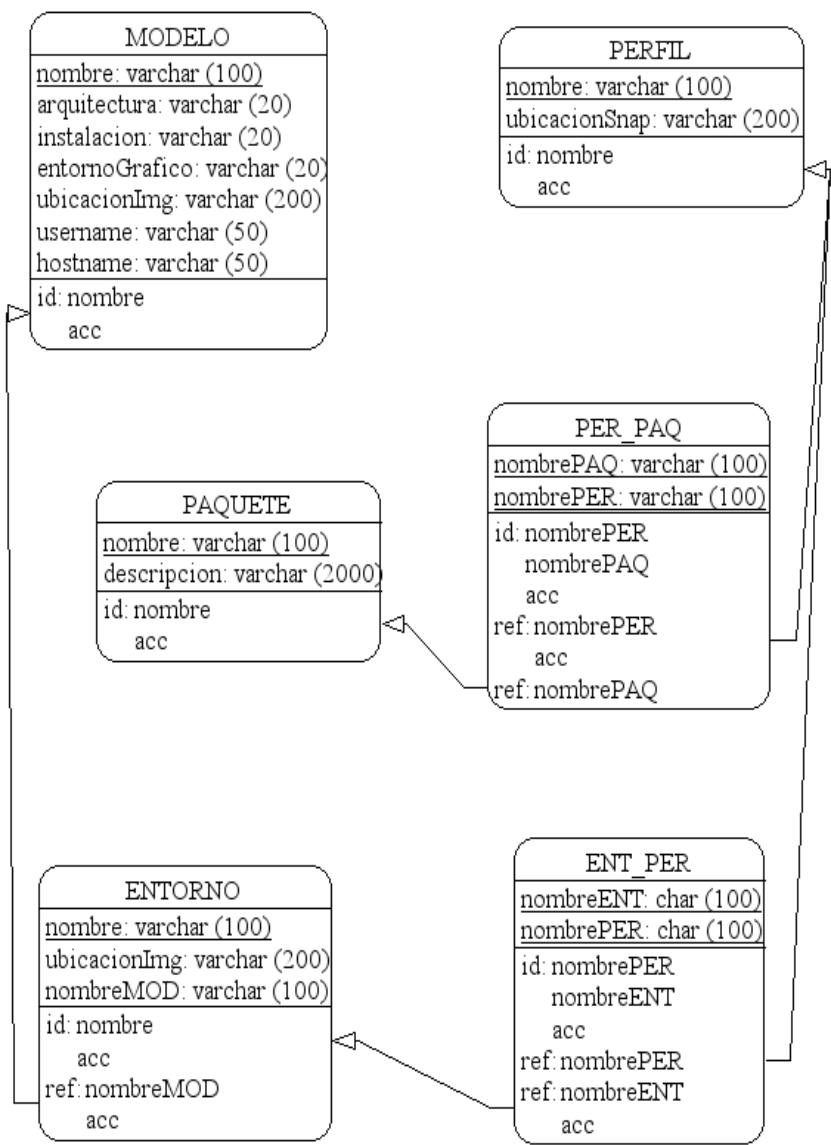 MODELO
nombre: varchar (100)
arquitectura: varchar (20)
instalacion: varchar (20)
entornoGrafico: varchar (20)
ubicacionImg: varchar (200)
username: varchar (50)
hostname: varchar (50)
id: nombre
acc
PERFIL
nombre: varchar (100)
ubicacionSnap: varchar (200)
id: nombre
acc
PER_PAQ
nombrePAQ: varchar (100)
nombrePER: varchar (100)
id: nombrePER
nombrePAQ
acc
ref: nombrePER
acc
ref: nombrePAQ
PAQUETE
nombre: varchar (100)
descripcion: varchar (2000)
id: nombre
acc
ENTORNO
nombre: varchar (100)
ubicacionImg: varchar (200)
nombreMOD: varchar (100)
id: nombre
acc
ref: nombreMOD
acc
ENT_PER
nombreENT: char (100)
nombrePER: char (100)
id: nombrePER
nombreENT
acc
ref: nombrePER
ref: nombreENT
acc